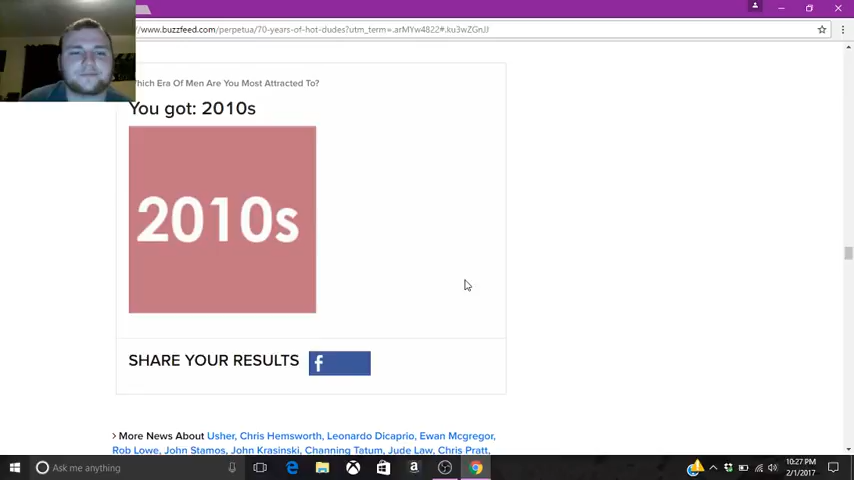 //www.buzzfeed.com/perpetua/70-years-of-hot-dudes?utm_term=.arMYw4822#.ku3wZGnJJ
hich Era Of Men Are You Most Attracted To?
You got: 2010s
2010s
SHARE YOUR RESULTS f
> More News About Usher, Chris Hemsworth, Leonardo Dicaprio, Ewan Mcgregor,
Rob Lowe, John Stamos, John Krasinski, Channing Tatum, Jude Law, Chris Pratt,
Ask me anything
10:27 PM
2/1/2017